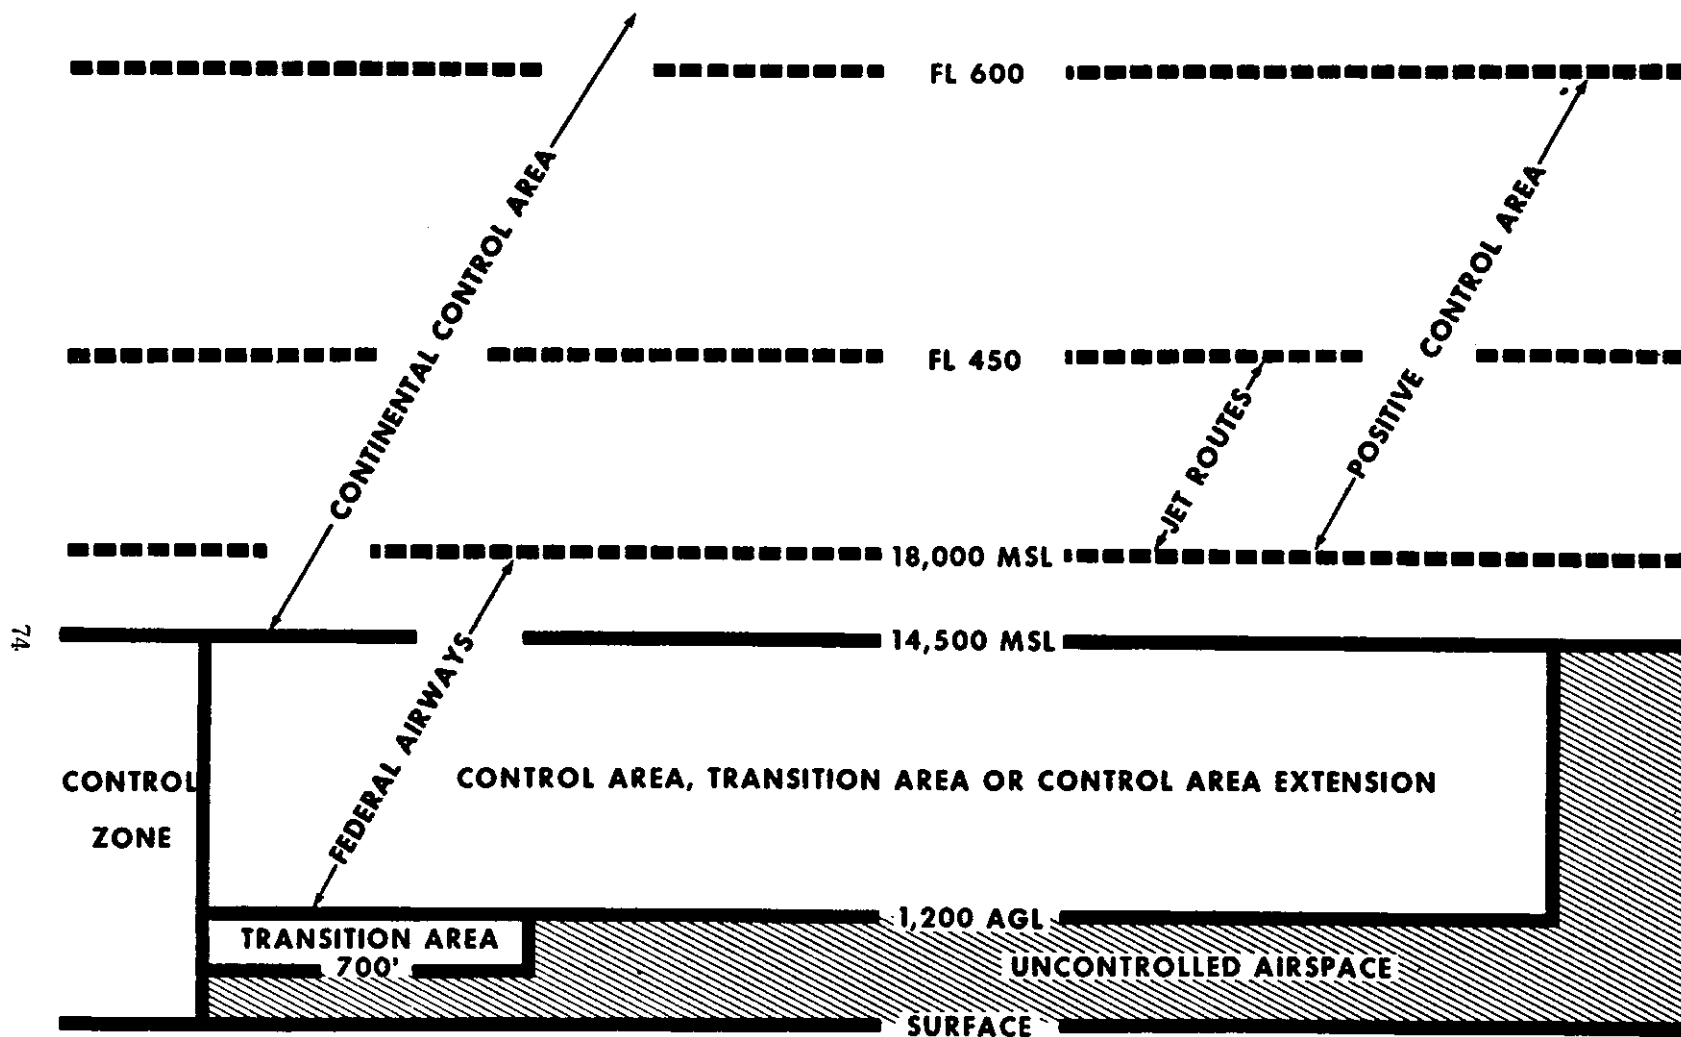 FL 600
CONTINENTAL CONTROL AREA
POSITIVE CONTROL AREA
FL 450
JET ROUTES
18,000 MSL
14,500 MSL
74
FEDERAL AIRWAYS
CONTROL
ZONE
CONTROL AREA, TRANSITION AREA OR CONTROL AREA EXTENSION
1,200 AGL
TRANSITION AREA
700'
UNCONTROLLED AIRSPACE
SURFACE